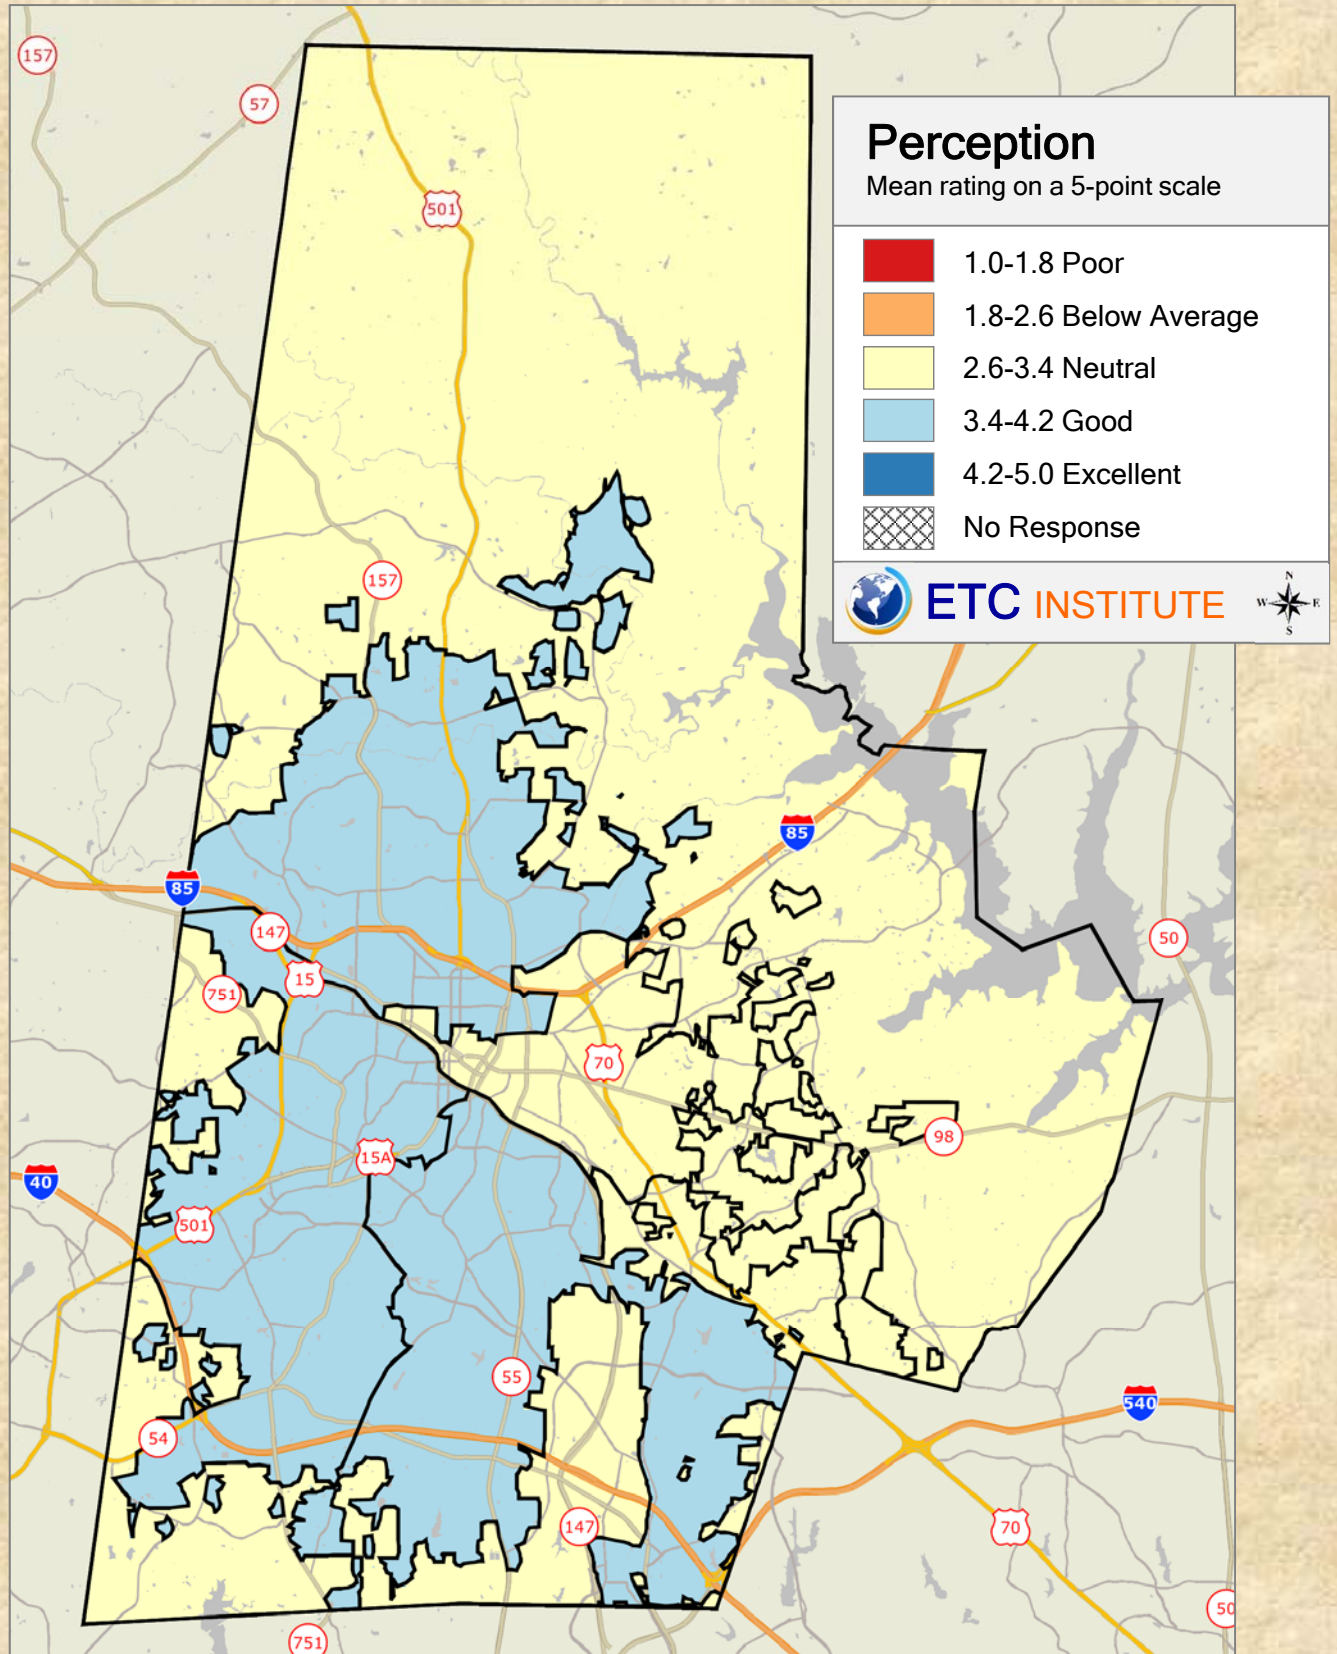 157
57
501
Perception
Mean rating on a 5-point scale
1.0-1.8 Poor
1.8-2.6 Below Average
2.6-3.4 Neutral
3.4-4.2 Good
4.2-5.0 Excellent
No Response
ETC INSTITUTE
N
W E
S
157
85
85
147
50
15
751
70
98
15A
40
501
55
54
540
147
70
50
751